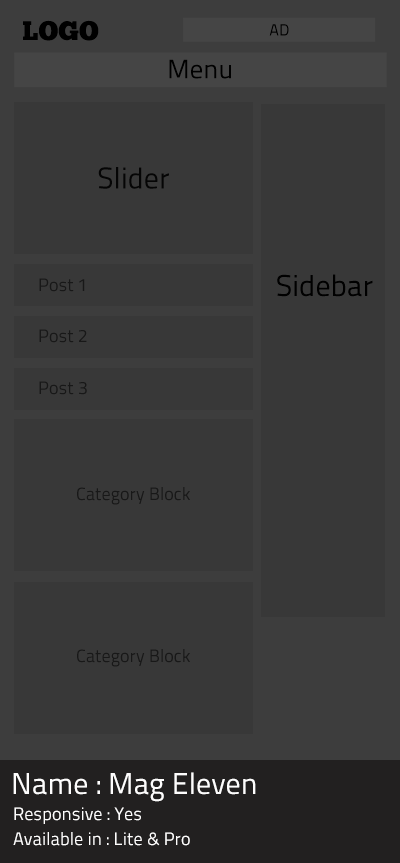 LOGO
AD
Menu
Slider
Sidebar
Post 1
Post 2
Post 3
Category Block
Category Block
Name : Mag Eleven
Responsive : Yes
Available in : Lite & Pro